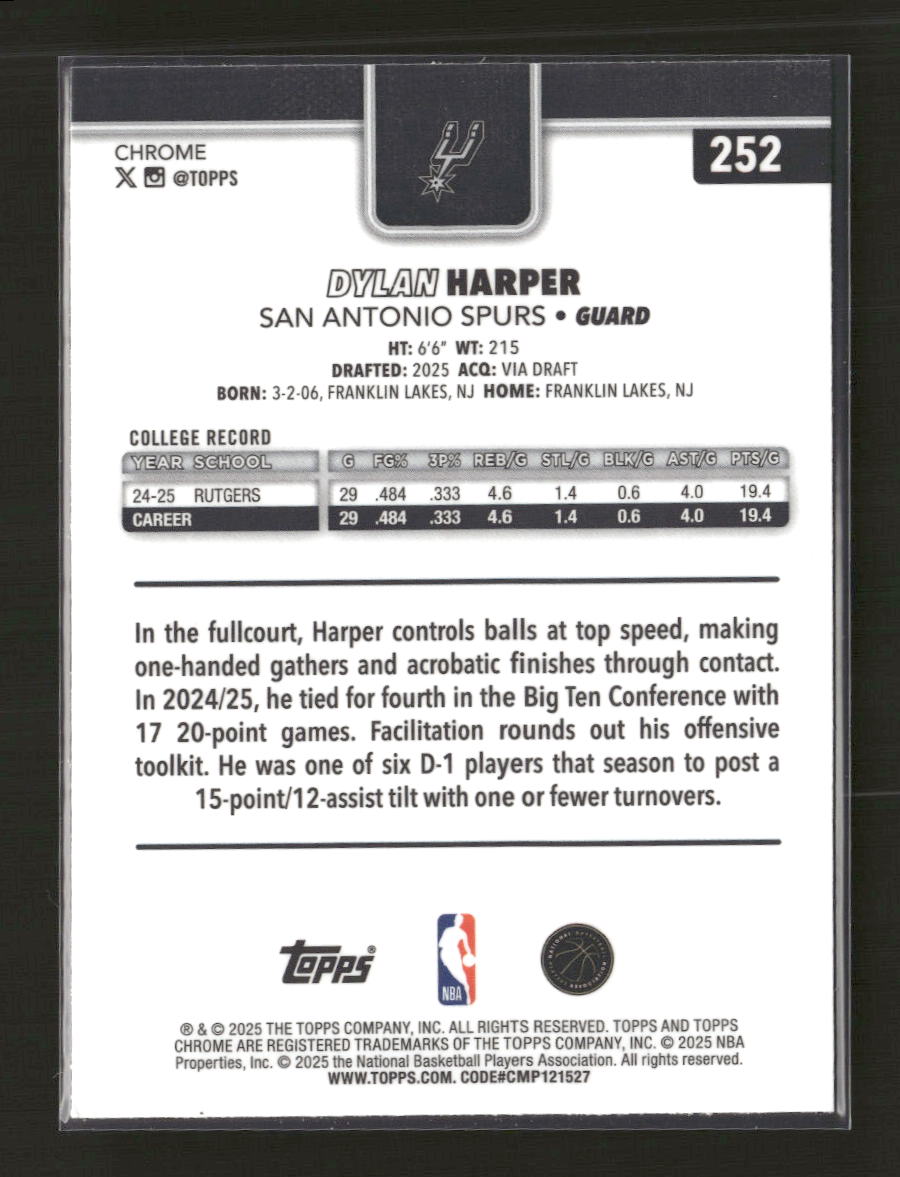 CHROME
252
@TOPPS
DYLAN HARPER
SAN ANTONIO SPURS • GUARD
HT: 6'6" WT: 215
DRAFTED: 2025 ACQ: VIA DRAFT
BORN: 3-2-06, FRANKLIN LAKES, NJ HOME: FRANKLIN LAKES, NJ
COLLEGE RECORD
YEAR SCHOOL G FG% 3P% REB/G STL/G BLK/G AST/G PTS/G
24-25 RUTGERS 29 .484 .333 4.6 1.4 0.6 4.0 19.4
CAREER 29 .484 .333 4.6 1.4 0.6 4.0 19.4
In the fullcourt, Harper controls balls at top speed, making
one-handed gathers and acrobatic finishes through contact.
In 2024/25, he tied for fourth in the Big Ten Conference with
17 20-point games. Facilitation rounds out his offensive
toolkit. He was one of six D-1 players that season to post a
15-point/12-assist tilt with one or fewer turnovers.
Topps®
NBA
® & © 2025 THE TOPPS COMPANY, INC. ALL RIGHTS RESERVED. TOPPS AND TOPPS
CHROME ARE REGISTERED TRADEMARKS OF THE TOPPS COMPANY, INC. © 2025 NBA
Properties, Inc. © 2025 the National Basketball Players Association. All rights reserved.
WWW.TOPPS.COM. CODE#CMP121527